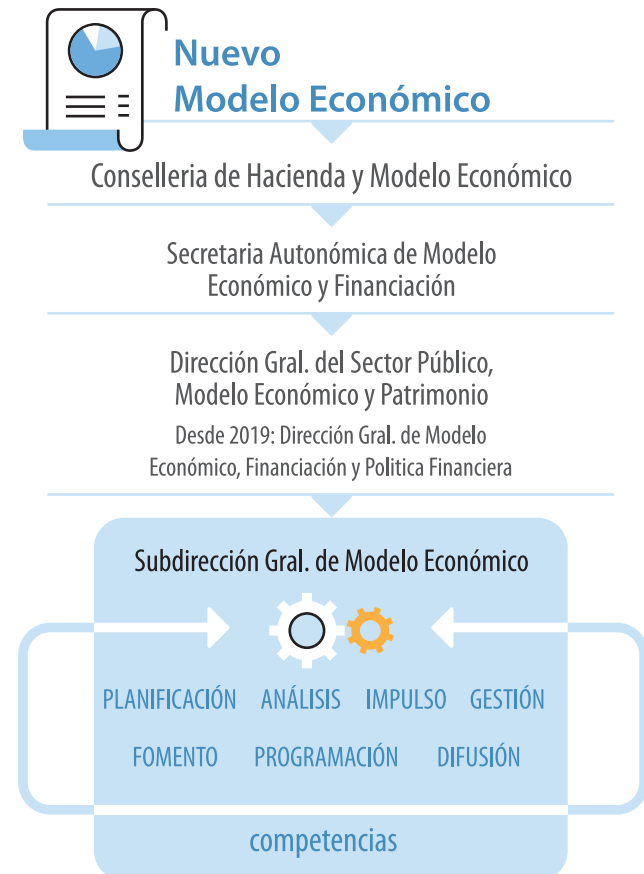 Nuevo
Modelo Económico
Conselleria de Hacienda y Modelo Económico
Secretaria Autonómica de Modelo
Económico y Financiación
Dirección Gral. del Sector Público,
Modelo Económico y Patrimonio
Desde 2019: Dirección Gral. de Modelo
Económico, Financiación y Politica Financiera
Subdirección Gral. de Modelo Económico
PLANIFICACIÓN ANÁLISIS IMPULSO GESTIÓN
FOMENTO PROGRAMACIÓN DIFUSIÓN
competencias